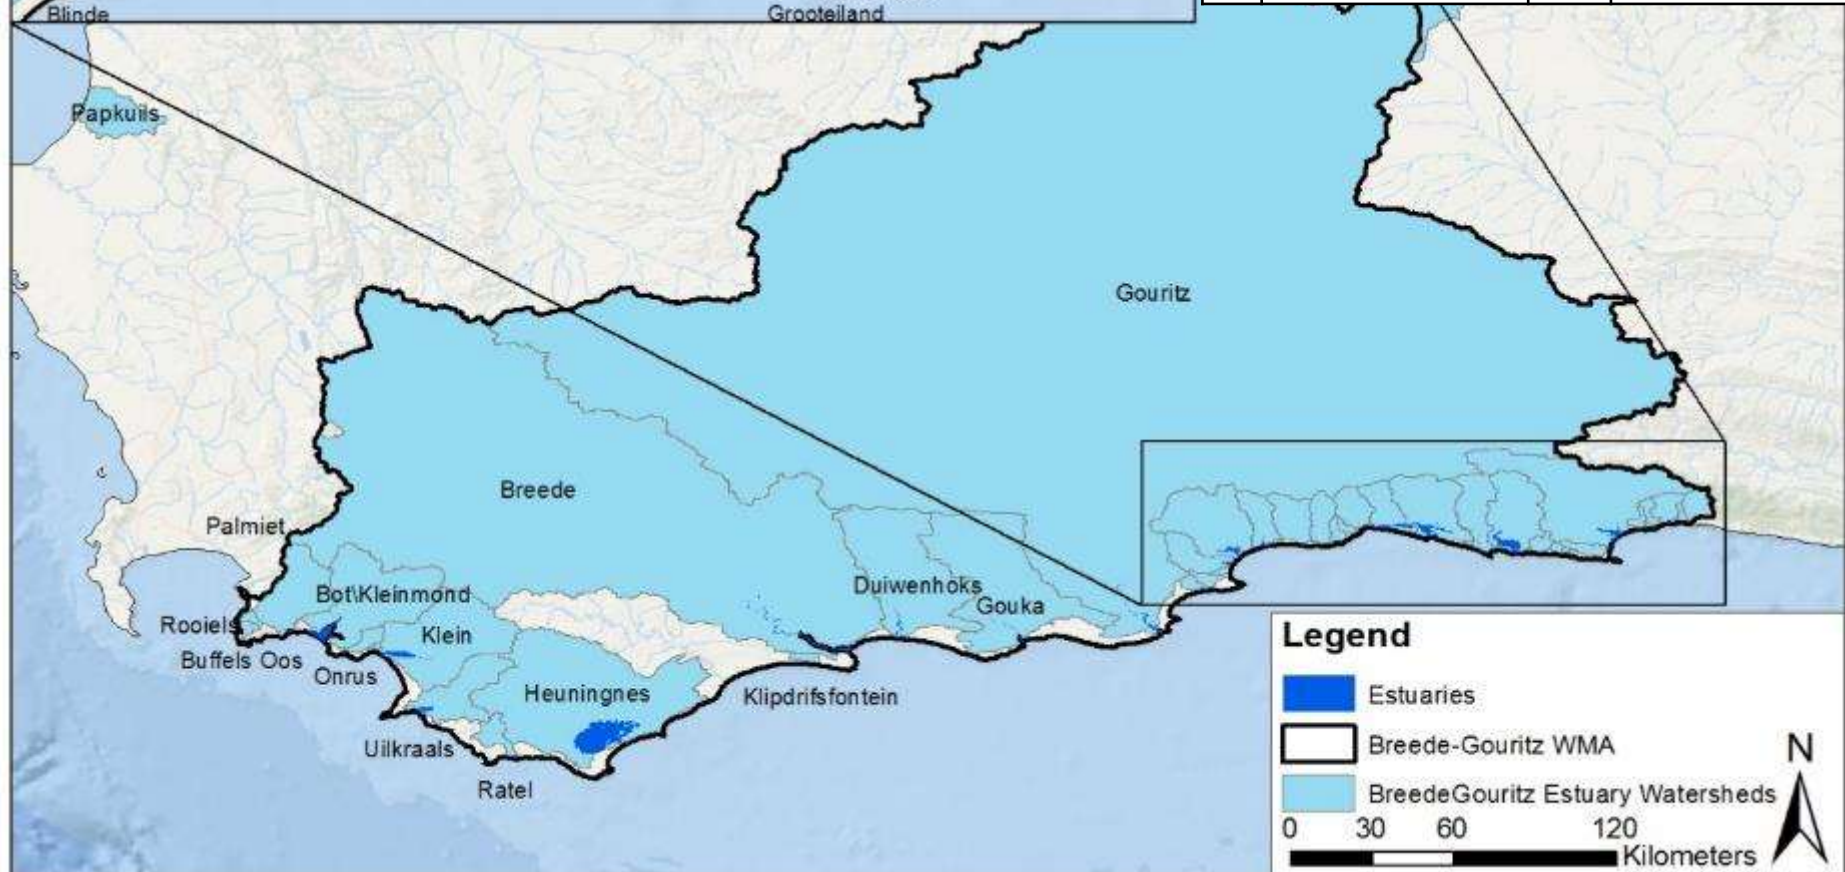 Blinde
Grooteiland
Papkuils
Gouritz
Breede
Palmiet
Bot\Kleinmond
Duiwenhoks
Gouka
Rooiels
Klein
Buffels Oos
Onrus
Heuningnes
Klipdrifsfontein
Uilkraals
Ratel
Legend
Estuaries
Breede-Gouritz WMA
BreedeGouritz Estuary Watersheds
N
0 30 60 120
Kilometers